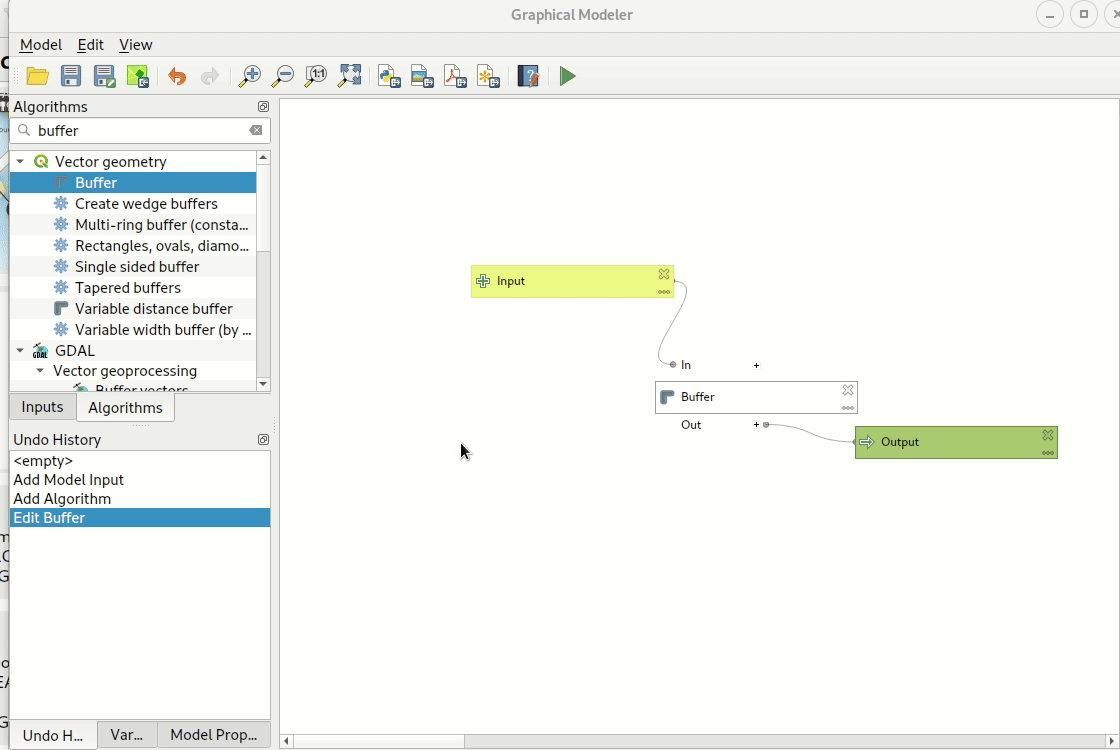 Graphical Modeler
Model Edit View
Algorithms
buffer
Vector geometry
Buffer
Create wedge buffers
Multi-ring buffer (consta...
Rectangles, ovals, diamo...
Single sided buffer
Tapered buffers
Variable distance buffer
Variable width buffer (by ...
GDAL
Vector geoprocessing
Buffer vectors
Inputs Algorithms
Undo History
<empty>
Add Model Input
Add Algorithm
Edit Buffer
Undo H... Var... Model Prop...
Input
In +
Buffer
Out +
Output